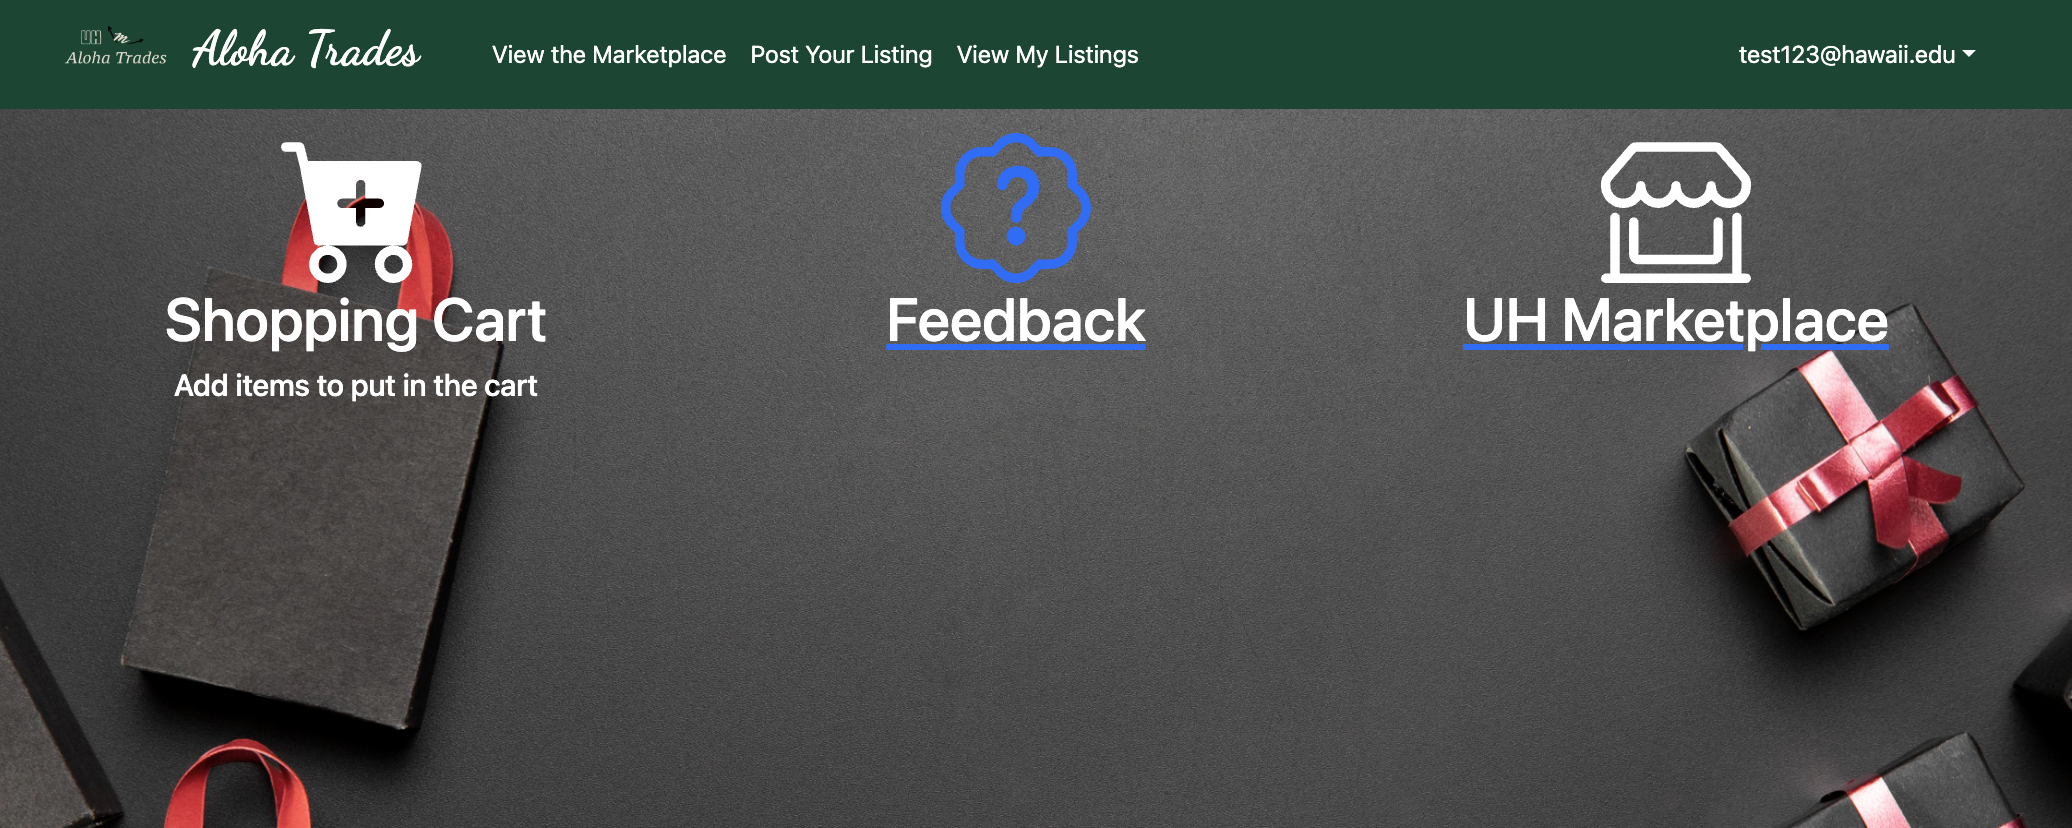 UH m
Aloha Trades
Aloha Trades
View the Marketplace
Post Your Listing
View My Listings
test123@hawaii.edu
Shopping Cart
Add items to put in the cart
?
Feedback
UH Marketplace